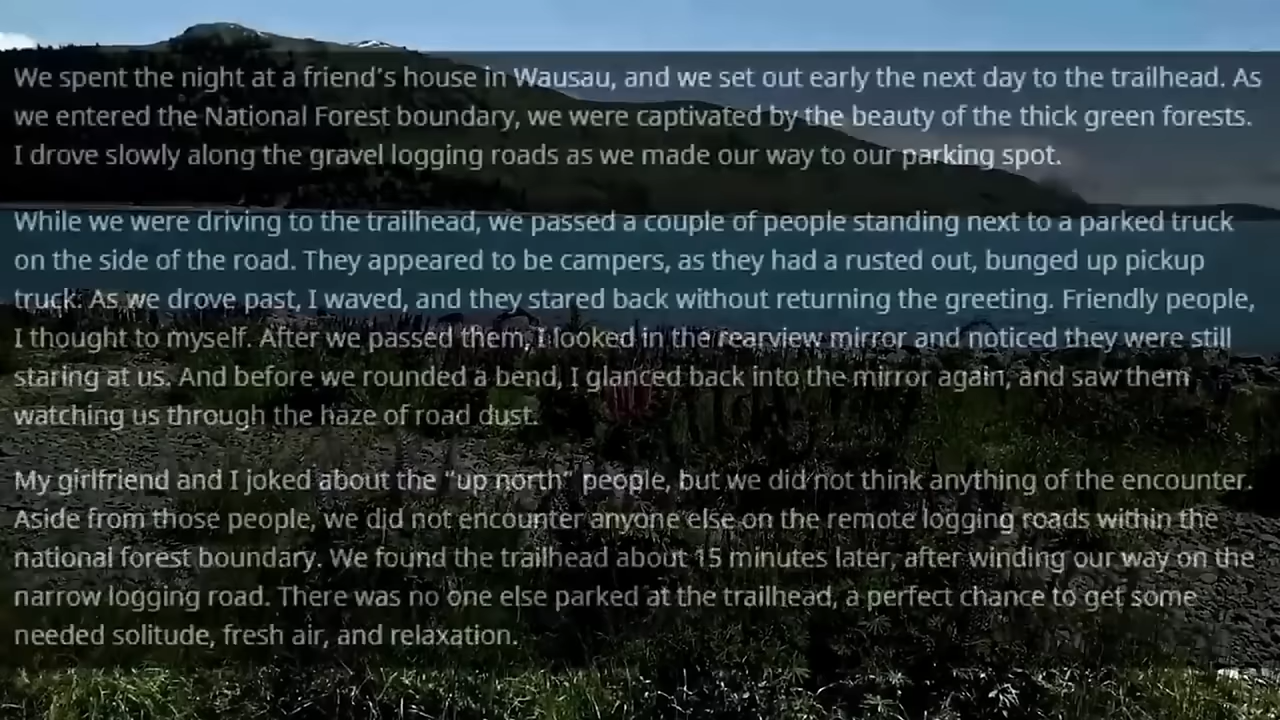 We spent the night at a friend's house in Wausau, and we set out early the next day to the trailhead. As
we entered the National Forest boundary, we were captivated by the beauty of the thick green forests.
I drove slowly along the gravel logging roads as we made our way to our parking spot.
While we were driving to the trailhead, we passed a couple of people standing next to a parked truck
on the side of the road. They appeared to be campers, as they had a rusted out, bunged up pickup
truck. As we drove past, I waved, and they stared back without returning the greeting. Friendly people,
I thought to myself. After we passed them, I looked in the rearview mirror and noticed they were still
staring at us. And before we rounded a bend, I glanced back into the mirror again, and saw them
watching us through the haze of road dust.
My girlfriend and I joked about the "up north" people, but we did not think anything of the encounter.
Aside from those people, we did not encounter anyone else on the remote logging roads within the
national forest boundary. We found the trailhead about 15 minutes later, after winding our way on the
narrow logging road. There was no one else parked at the trailhead, a perfect chance to get some
needed solitude, fresh air, and relaxation.